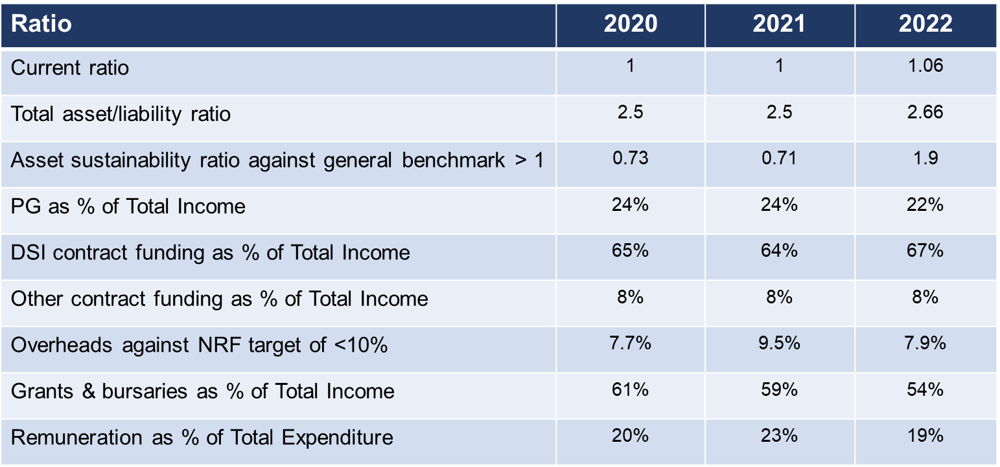 Ratio 2020 2021 2022
Current ratio 1 1 1.06
Total asset/liability ratio 2.5 2.5 2.66
Asset sustainability ratio against general benchmark > 1 0.73 0.71 1.9
PG as % of Total Income 24% 24% 22%
DSI contract funding as % of Total Income 65% 64% 67%
Other contract funding as % of Total Income 8% 8% 8%
Overheads against NRF target of <10% 7.7% 9.5% 7.9%
Grants & bursaries as % of Total Income 61% 59% 54%
Remuneration as % of Total Expenditure 20% 23% 19%